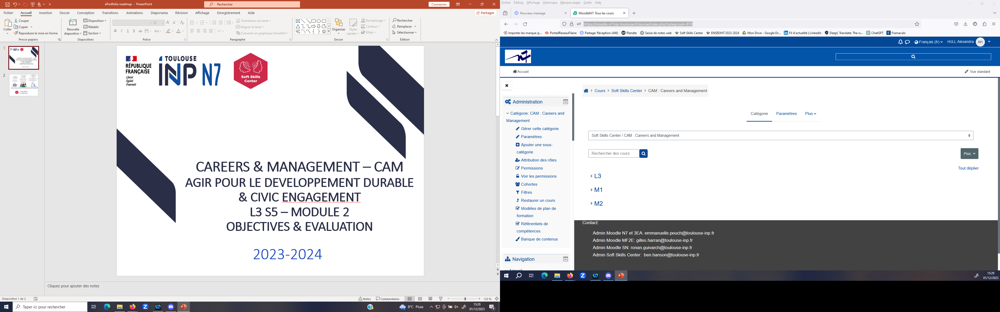 ePortfolio roadmap - PowerPoint
Rechercher
Connexion
Fichier Accueil Insertion Dessin Conception Transitions Animations Diaporama Révision Affichage Enregistrement Aide
Partager
Coller
Couper
Copier
Reproduire la mise en forme
Presse-papiers
Nouvelle
diapositive
Disposition
Rétablir
Section
Diapositives
40
G I S S ab AV Aa A
Police
Orientation du texte
Aligner le texte
Convertir en graphique SmartArt
Paragraphe
Organiser
Styles
rapides
Remplissage
Contour
Effets
Dessin
Rechercher
Remplacer
Sélectionner
Édition
1
2
RÉPUBLIQUE
FRANÇAISE
Liberté
Égalité
Fraternité
TOULOUSE
INP N7
Soft Skills
Center
CAREERS & MANAGEMENT – CAM
AGIR POUR LE DEVELOPPEMENT DURABLE
& CIVIC ENGAGEMENT
L3 S5 – MODULE 2
OBJECTIVES & EVALUATION
2023-2024
Cliquez pour ajouter des notes
Diapositive 1 de 2
Notes
Commentaires
123 %
Taper ici pour rechercher
8°C Pluie
15:29
01/12/2023
9
Fichier Édition Affichage Historique Marque-pages Outils Aide
Nouveau message
MoodleN7: Tous les cours
https://moodle-n7.inp-toulouse.fr/course/index.php?categoryid=878
Importer les marque-p...
PortailReseauFilaire
Partage: Réception (446)
Planète
Saisie de notes web
Soft Skills Center
ENSEEIHT 2023-2024
Mon Drive - Google Dr...
Fil d'actualité | LinkedIn
DeepL Translate: The w...
ChatGPT
Framacalc
Français (fr)
HULL Alexandra
AH
Accueil
Vue standard
Cours
Soft Skills Center
CAM : Careers and Management
Administration
Catégorie: CAM : Careers and
Management
Gérer cette catégorie
Paramètres
Ajouter une sous-
catégorie
Attribution des rôles
Permissions
Voir les permissions
Cohortes
Filtres
Restaurer un cours
Modèles de plan de
formation
Référentiels de
compétences
Banque de contenus
Navigation
Accueil
Catégorie
Paramètres
Plus
Soft Skills Center / CAM : Careers and Management
Rechercher des cours
Plus
Tout déplier
L3
M1
M2
Contact:
Admin Moodle N7 et 3EA: emmanuelle.peuch@toulouse-inp.fr
Admin Moodle MF2E: gilles.harran@toulouse-inp.fr
Admin Moodle SN: ronan.guivarch@toulouse-inp.fr
Admin Soft Skills Center: ben.hanson@toulouse-inp.fr
15:29
01/12/2023